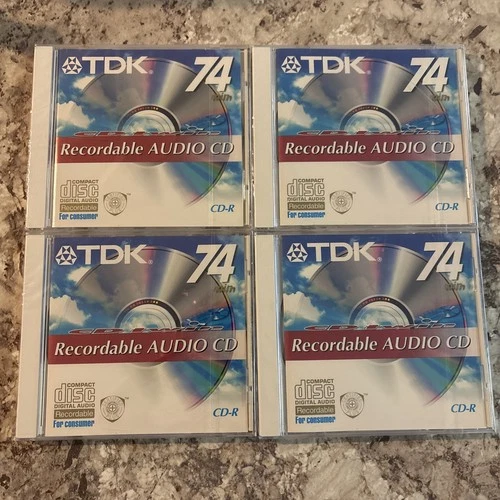 TDK
74
min
Recordable AUDIO CD
COMPACT
disc
DIGITAL AUDIO
Recordable
For consumer
CD-R
TDK
74
min
Recordable AUDIO CD
COMPACT
disc
DIGITAL AUDIO
Recordable
For consumer
CD-R
TDK
74
min
Recordable AUDIO CD
COMPACT
disc
DIGITAL AUDIO
Recordable
For consumer
CD-R
TDK
74
min
Recordable AUDIO CD
COMPACT
disc
DIGITAL AUDIO
Recordable
For consumer
CD-R